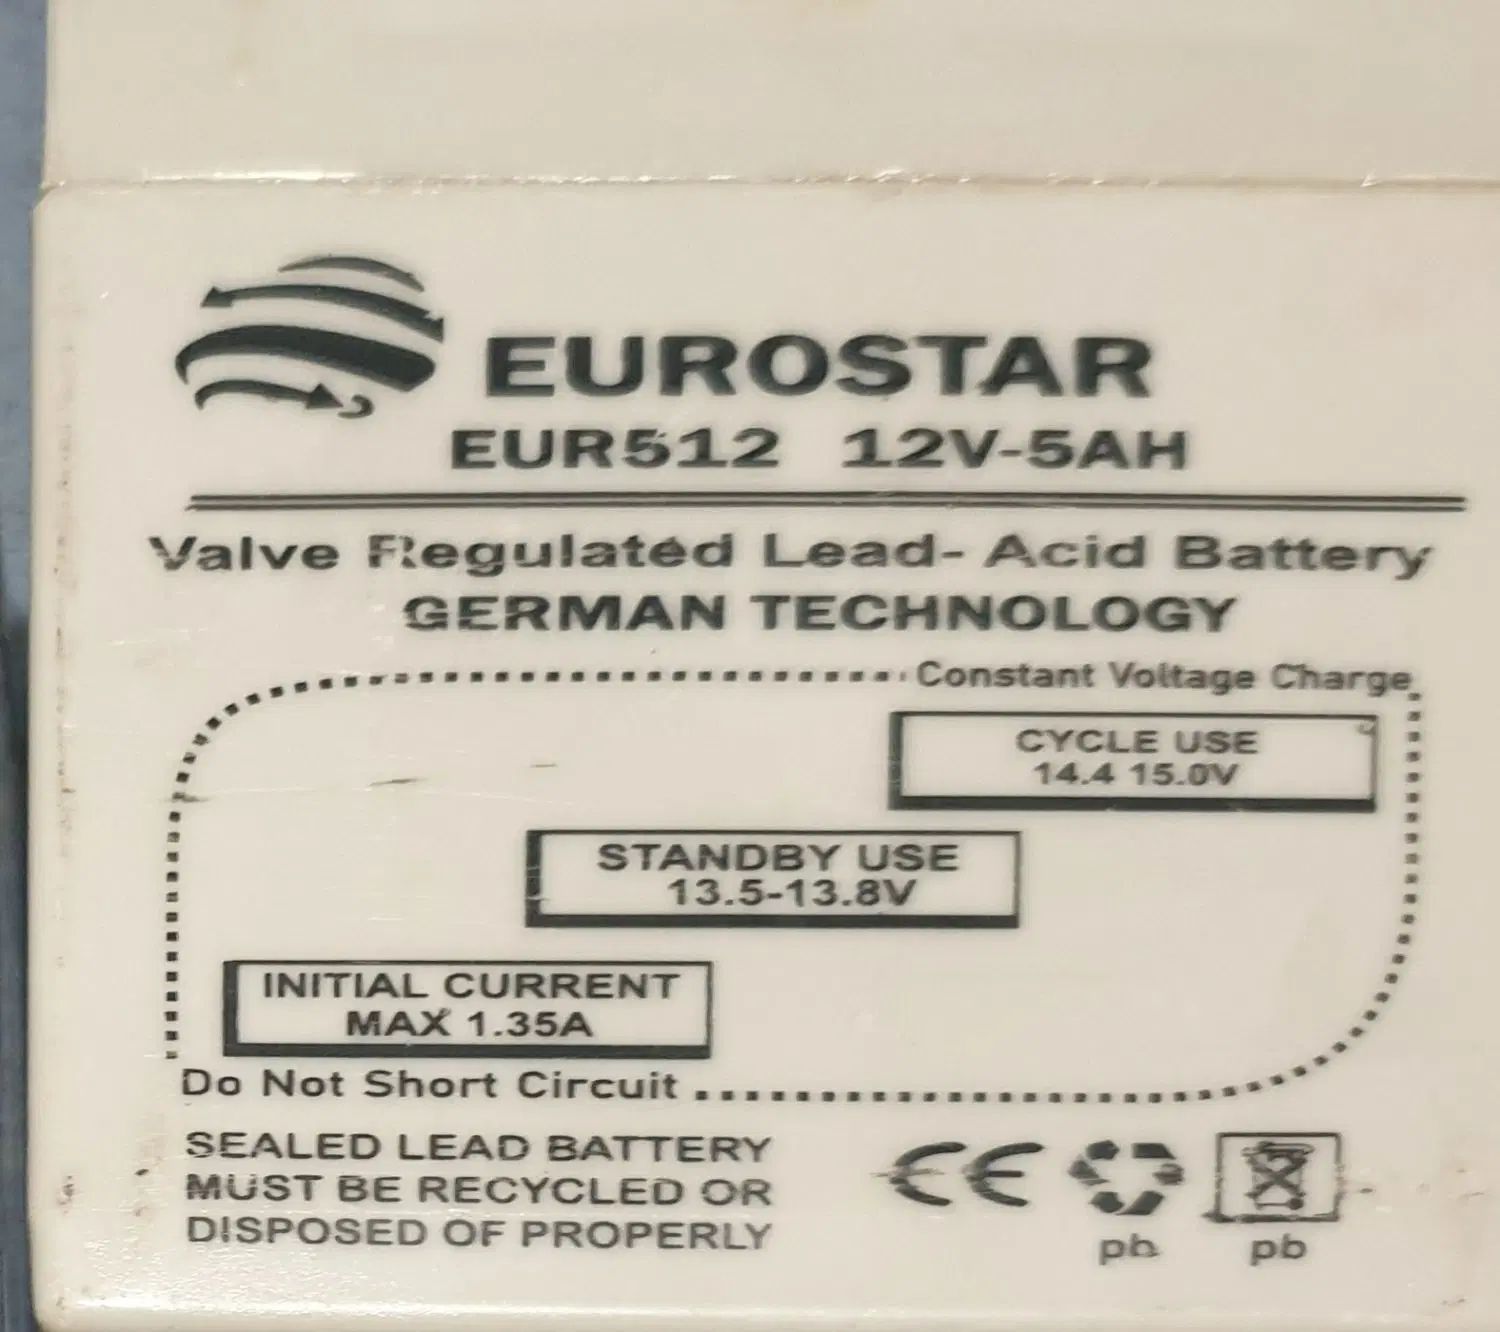 EUROSTAR
EUR512 12V-5AH
Valve Regulated Lead- Acid Battery
GERMAN TECHNOLOGY
Constant Voltage Charge
CYCLE USE
14.4 15.0V
STANDBY USE
13.5-13.8V
INITIAL CURRENT
MAX 1.35A
Do Not Short Circuit
SEALED LEAD BATTERY
MUST BE RECYCLED OR
DISPOSED OF PROPERLY
CE
pb pb